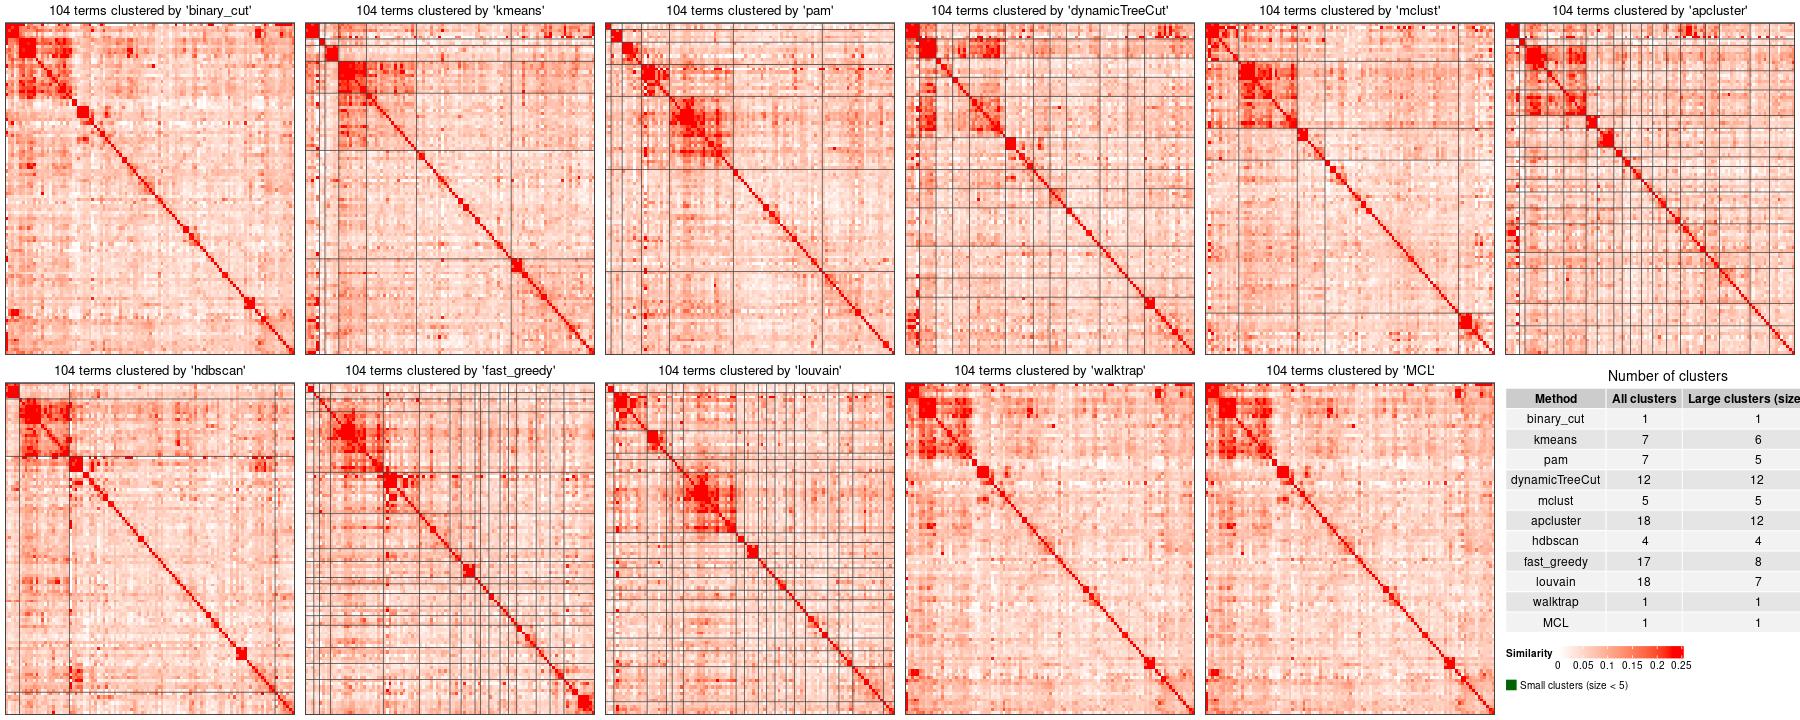 104 terms clustered by 'binary_cut'
104 terms clustered by 'kmeans'
104 terms clustered by 'pam'
104 terms clustered by 'dynamicTreeCut'
104 terms clustered by 'mclust'
104 terms clustered by 'apcluster'
104 terms clustered by 'hdbscan'
104 terms clustered by 'fast_greedy'
104 terms clustered by 'louvain'
104 terms clustered by 'walktrap'
104 terms clustered by 'MCL'
Number of clusters
Method All clusters Large clusters (size
binary_cut 1 1
kmeans 7 6
pam 7 5
dynamicTreeCut 12 12
mclust 5 5
apcluster 18 12
hdbscan 4 4
fast_greedy 17 8
louvain 18 7
walktrap 1 1
MCL 1 1
Similarity
0 0.05 0.1 0.15 0.2 0.25
Small clusters (size < 5)